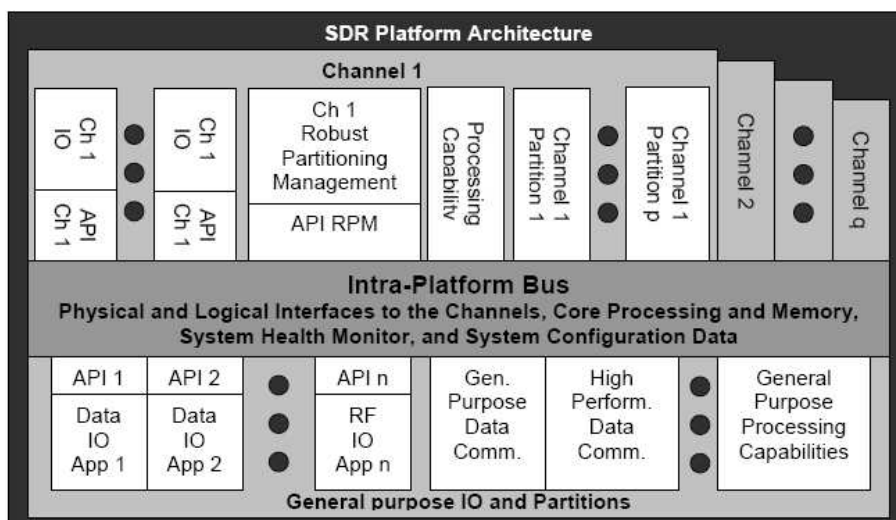 SDR Platform Architecture
Channel 1
Ch 1
IO
API
Ch 1
Ch 1
IO
API
Ch 1
Ch 1
Robust
Partitioning
Management
API RPM
Processing
Capability
Channel 1
Partition 1
Channel 1
Partition p
Channel 2
Channel q
Intra-Platform Bus
Physical and Logical Interfaces to the Channels, Core Processing and Memory,
System Health Monitor, and System Configuration Data
API 1
Data
IO
App 1
API 2
Data
IO
App 2
API n
RF
IO
App n
Gen.
Purpose
Data
Comm.
High
Perform.
Data
Comm.
General
Purpose
Processing
Capabilities
General purpose IO and Partitions